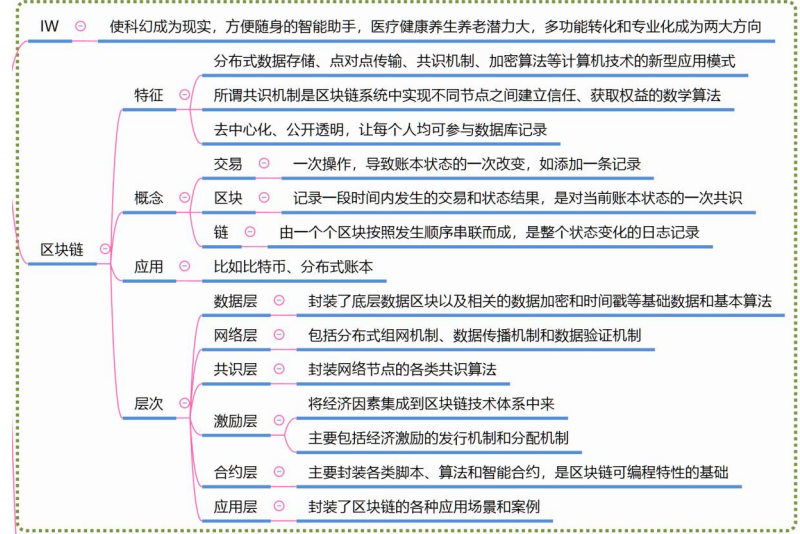 IW 使科幻成为现实，方便随身的智能助手，医疗健康养生养老潜力大，多功能转化和专业化成为两大方向
区块链
特征
分布式数据存储、点对点传输、共识机制、加密算法等计算机技术的新型应用模式
所谓共识机制是区块链系统中实现不同节点之间建立信任、获取权益的数学算法
去中心化、公开透明，让每个人均可参与数据库记录
概念
交易 一次操作，导致账本状态的一次改变，如添加一条记录
区块 记录一段时间内发生的交易和状态结果，是对当前账本状态的一次共识
链 由一个个区块按照发生顺序串联而成，是整个状态变化的日志记录
应用 比如比特币、分布式账本
层次
数据层 封装了底层数据区块以及相关的数据加密和时间戳等基础数据和基本算法
网络层 包括分布式组网机制、数据传播机制和数据验证机制
共识层 封装网络节点的各类共识算法
激励层
将经济因素集成到区块链技术体系中来
主要包括经济激励的发行机制和分配机制
合约层 主要封装各类脚本、算法和智能合约，是区块链可编程特性的基础
应用层 封装了区块链的各种应用场景和案例